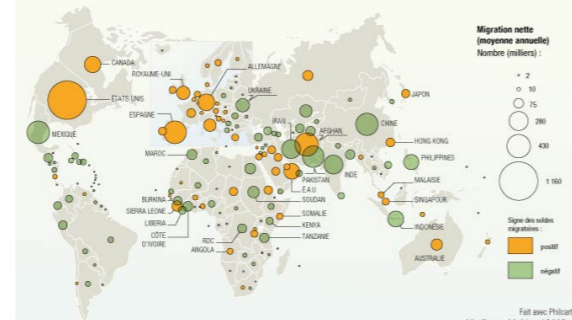 Migration nette
(moyenne annuelle)
Nombre (milliers) :
2
10
75
280
430
1 160
Signe des soldes
migratoires :
positif
négatif
CANADA
ROYAUME-UNI
ALLEMAGNE
UKRAINE
ÉTATS-UNIS
ESPAGNE
JAPON
MEXIQUE
IRAN
AFGHAN.
CHINE
HONG KONG
MAROC
PHILIPPINES
PAKISTAN
INDE
E.A.U.
MALAISIE
BURKINA
SOUDAN
SINGAPOUR
SIERRA LEONE
SOMALIE
LIBERIA
KENYA
INDONÉSIE
CÔTE
D'IVOIRE
RDC
TANZANIE
ANGOLA
AUSTRALIE
Fait avec Philcart